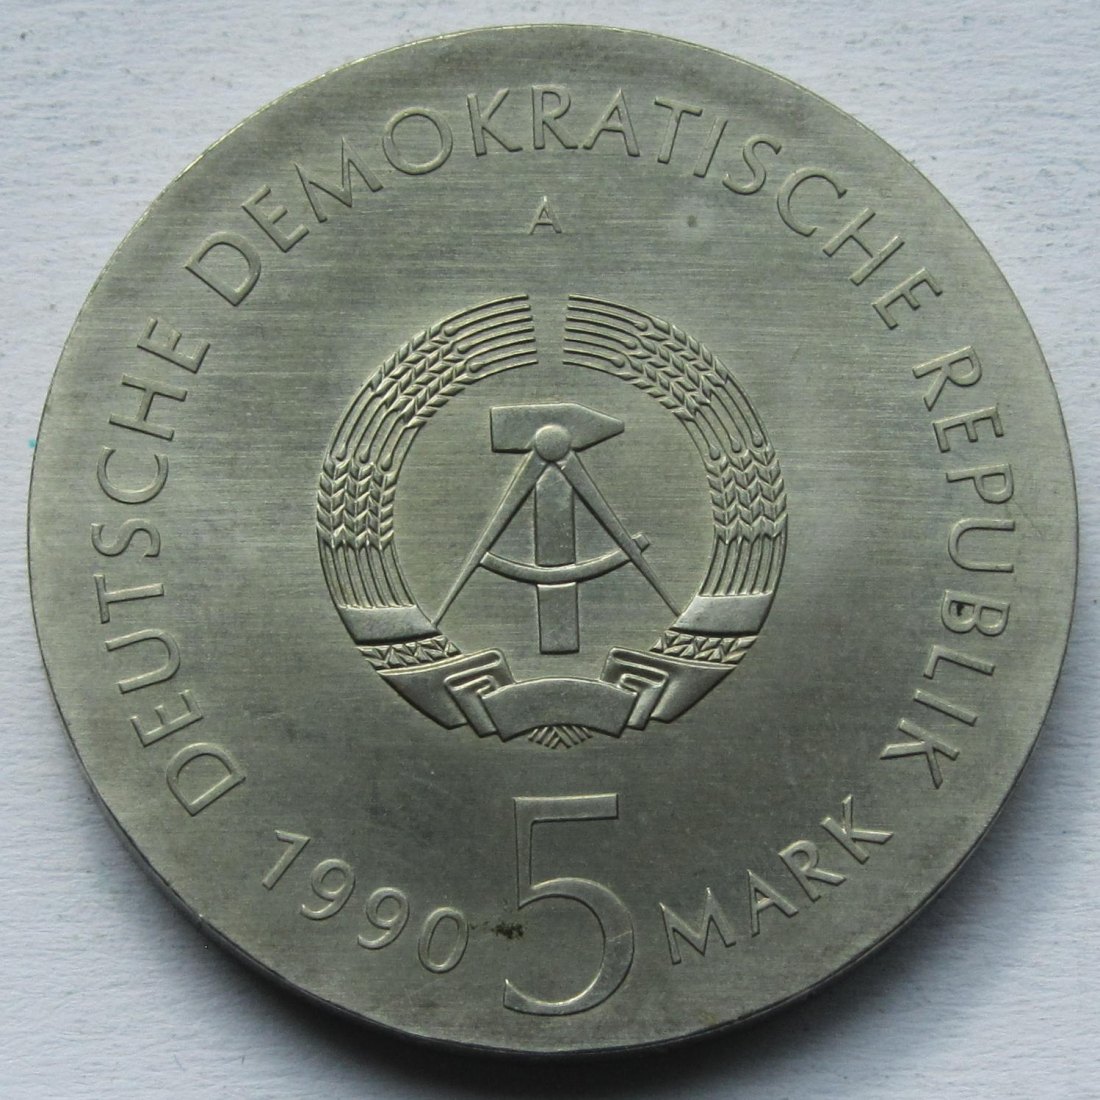 DEUTSCHE DEMOKRATISCHE REPUBLIK
A
1990 5 MARK